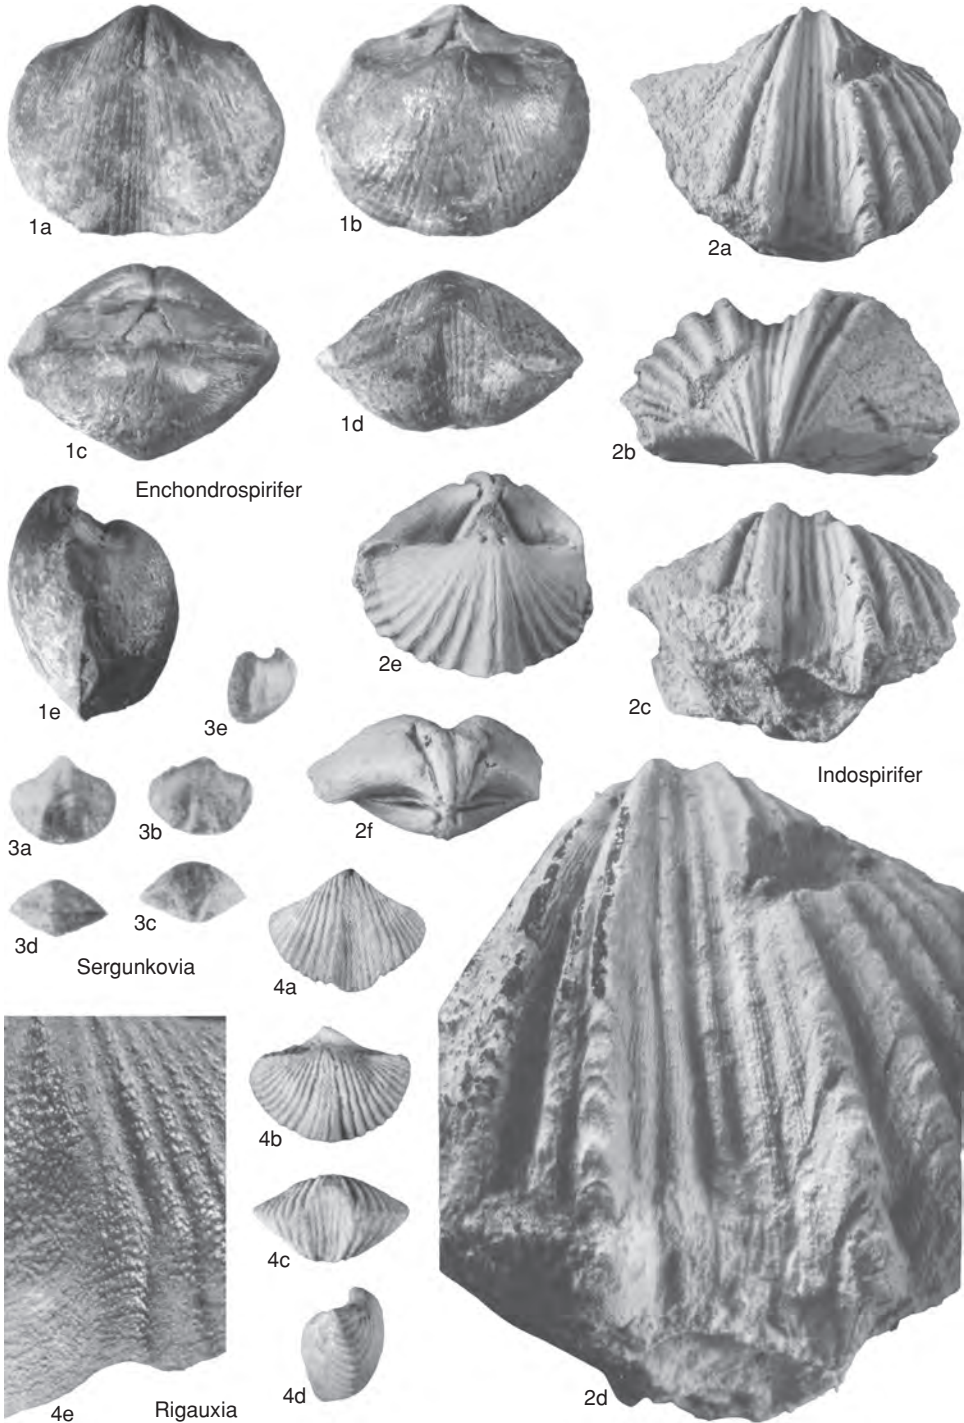 1a
1b
2a
1c
1d
2b
Enchondrospirifer
1e
3e
2e
2c
Indospirifer
3a
3b
2f
3d
3c
Sergunkovia
4a
4b
4c
4d
2d
4e
Rigauxia